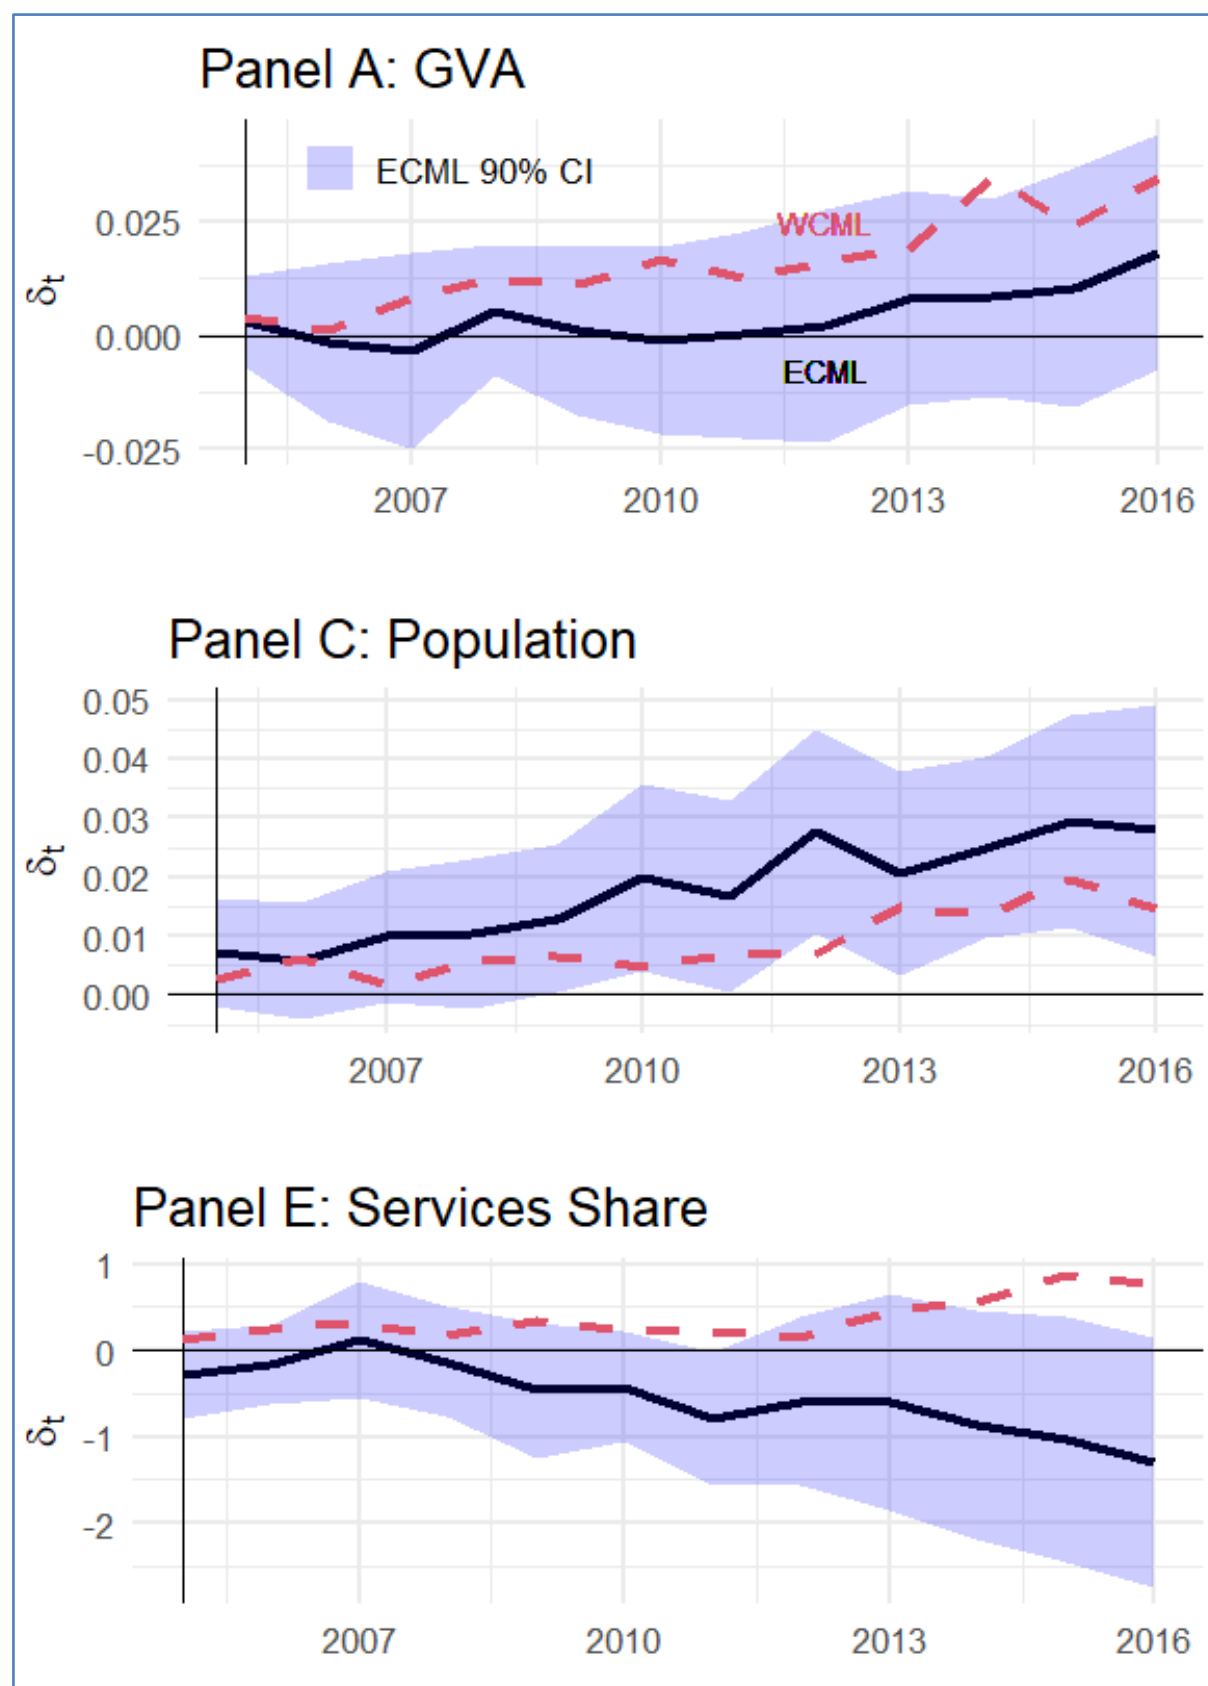 Panel A: GVA
ECML 90% CI
WCML
ECML
δt
0.025
0.000
-0.025
2007 2010 2013 2016
Panel C: Population
δt
0.05
0.04
0.03
0.02
0.01
0.00
2007 2010 2013 2016
Panel E: Services Share
δt
1
0
-1
-2
2007 2010 2013 2016